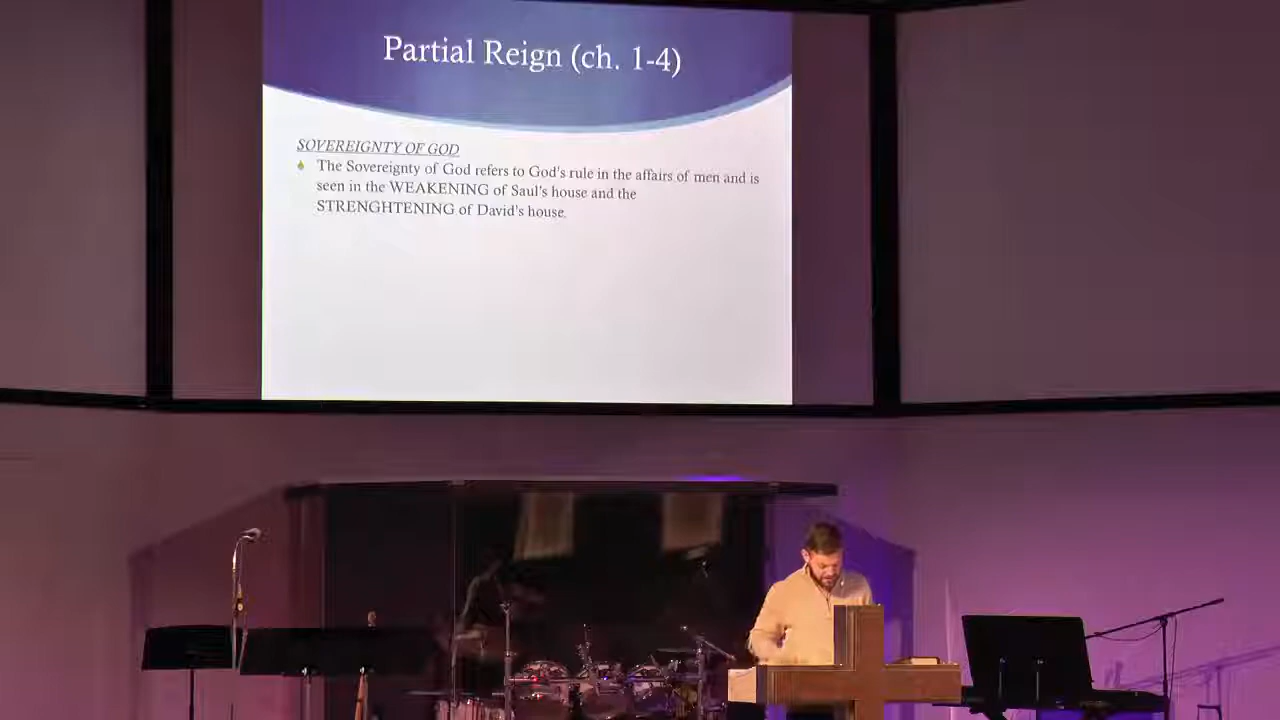 Partial Reign (ch. 1-4)
SOVEREIGNTY OF GOD
The Sovereignty of God refers to God's rule in the affairs of men and is
seen in the WEAKENING of Saul's house and the
STRENGHTENING of David's house.